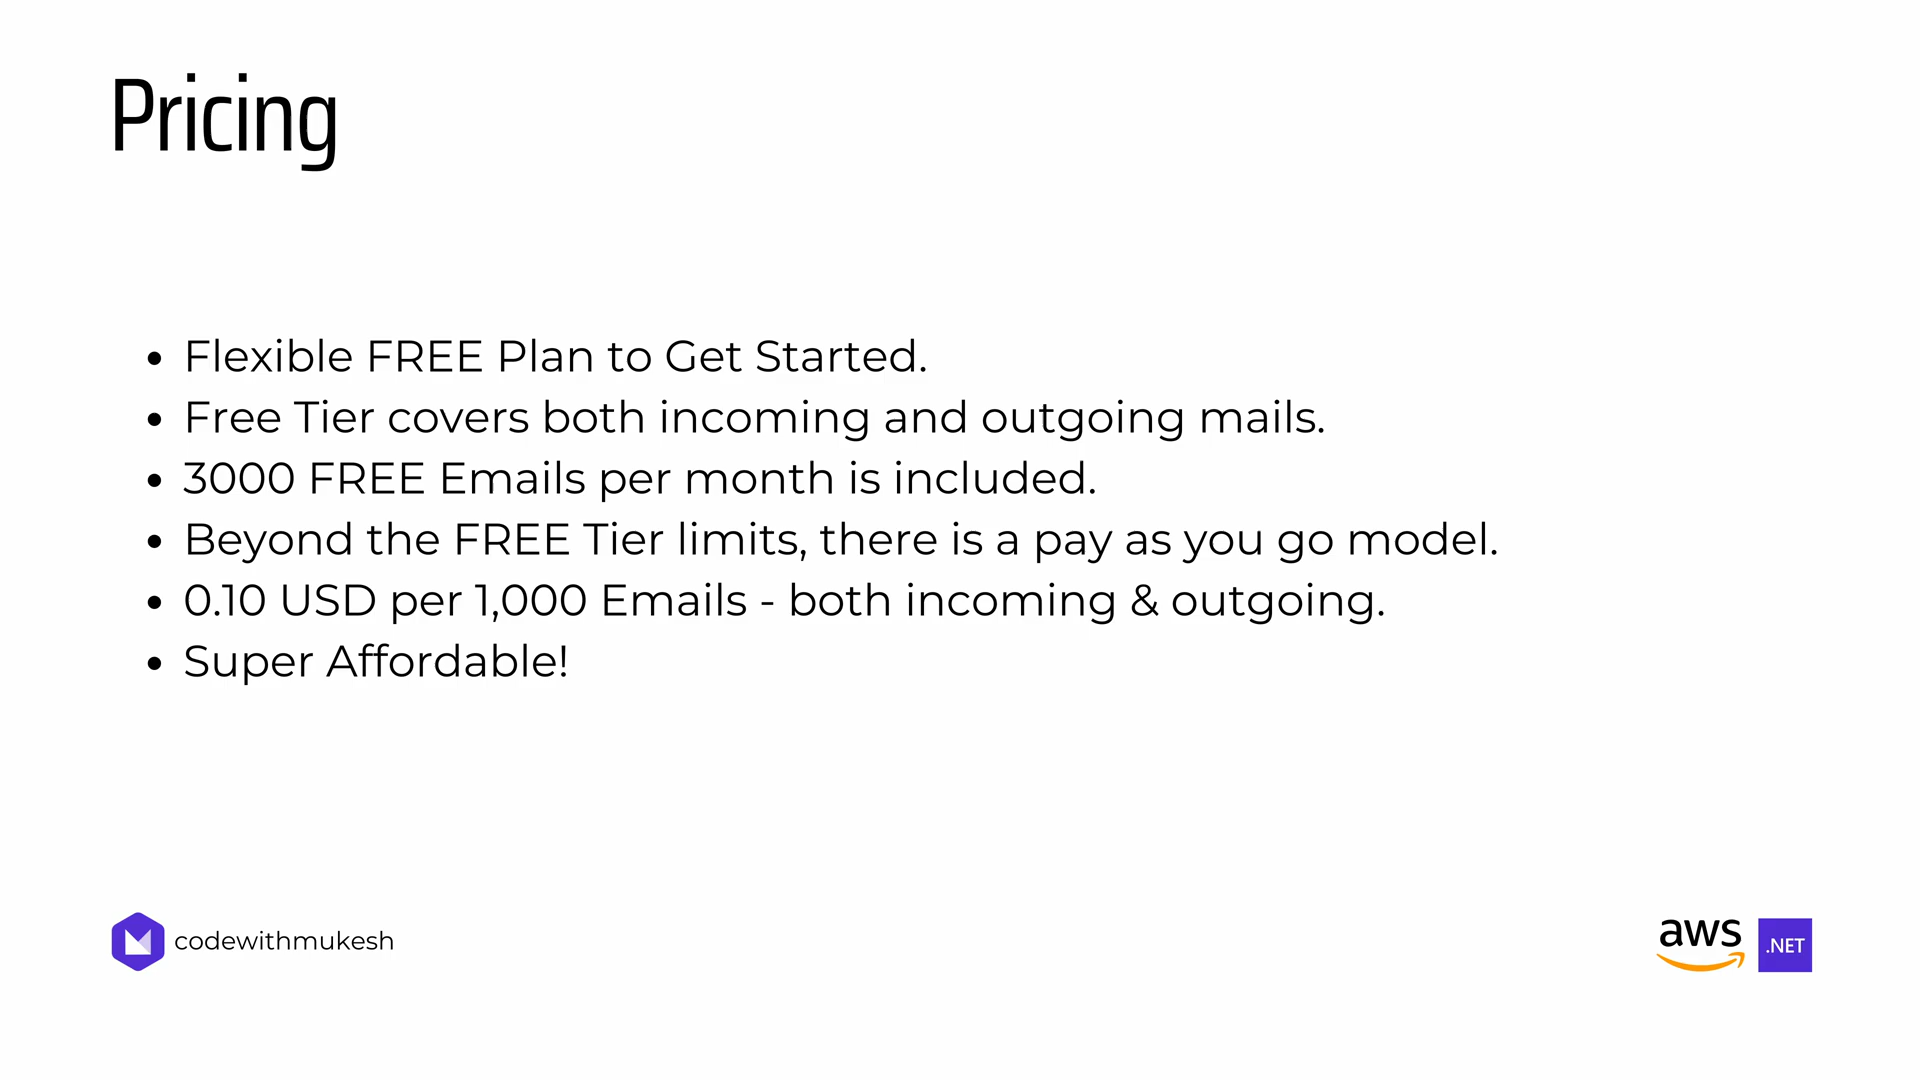 Pricing
• Flexible FREE Plan to Get Started.
• Free Tier covers both incoming and outgoing mails.
• 3000 FREE Emails per month is included.
• Beyond the FREE Tier limits, there is a pay as you go model.
• 0.10 USD per 1,000 Emails - both incoming & outgoing.
• Super Affordable!
codewithmukesh
aws
.NET